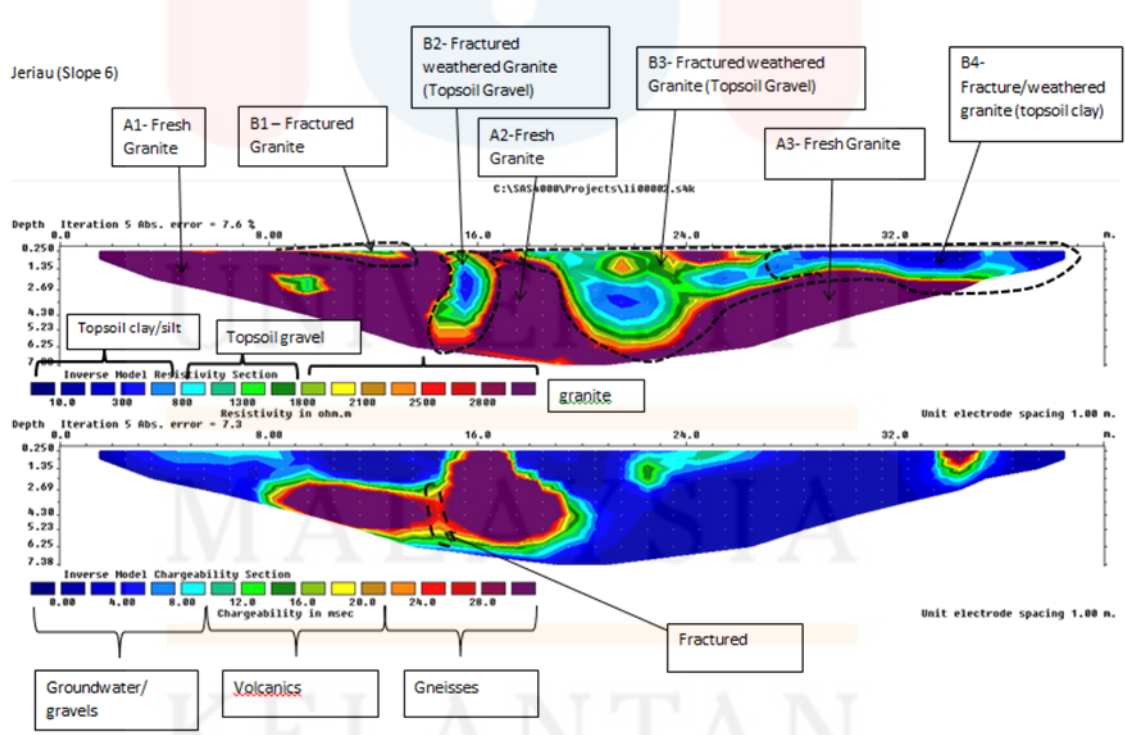 Jeriau (Slope 6)
A1- Fresh
Granite
B1 – Fractured
Granite
B2- Fractured
weathered Granite
(Topsoil Gravel)
A2-Fresh
Granite
B3- Fractured weathered
Granite (Topsoil Gravel)
A3- Fresh Granite
B4-
Fracture/weathered
granite (topsoil clay)
C:\SAS4000\Projects\li00002.s4k
Depth Iteration 5 Abs. error = 7.6 %
0.0 8.00 16.0 24.0 32.0 m.
0.250
1.35
2.69
4.30
5.23
6.25
Topsoil clay/silt
Topsoil gravel
Inverse Model Resistivity Section
10.0 300 800 1300 1800 2100 2500 2800
Resistivity in ohm.m
granite
Unit electrode spacing 1.00 m.
Depth Iteration 5 Abs. error = 7.3
0.0 8.00 16.0 24.0 32.0 m.
0.250
1.35
2.69
4.30
5.23
6.25
7.38
Inverse Model Chargeability Section
0.00 4.00 8.00 12.0 16.0 20.0 24.0 28.0
Chargeability in msec
Unit electrode spacing 1.00 m.
Fractured
Groundwater/
gravels
Volcanics
Gneisses
UNIVERSITI
MALAYSIA
KELANTAN